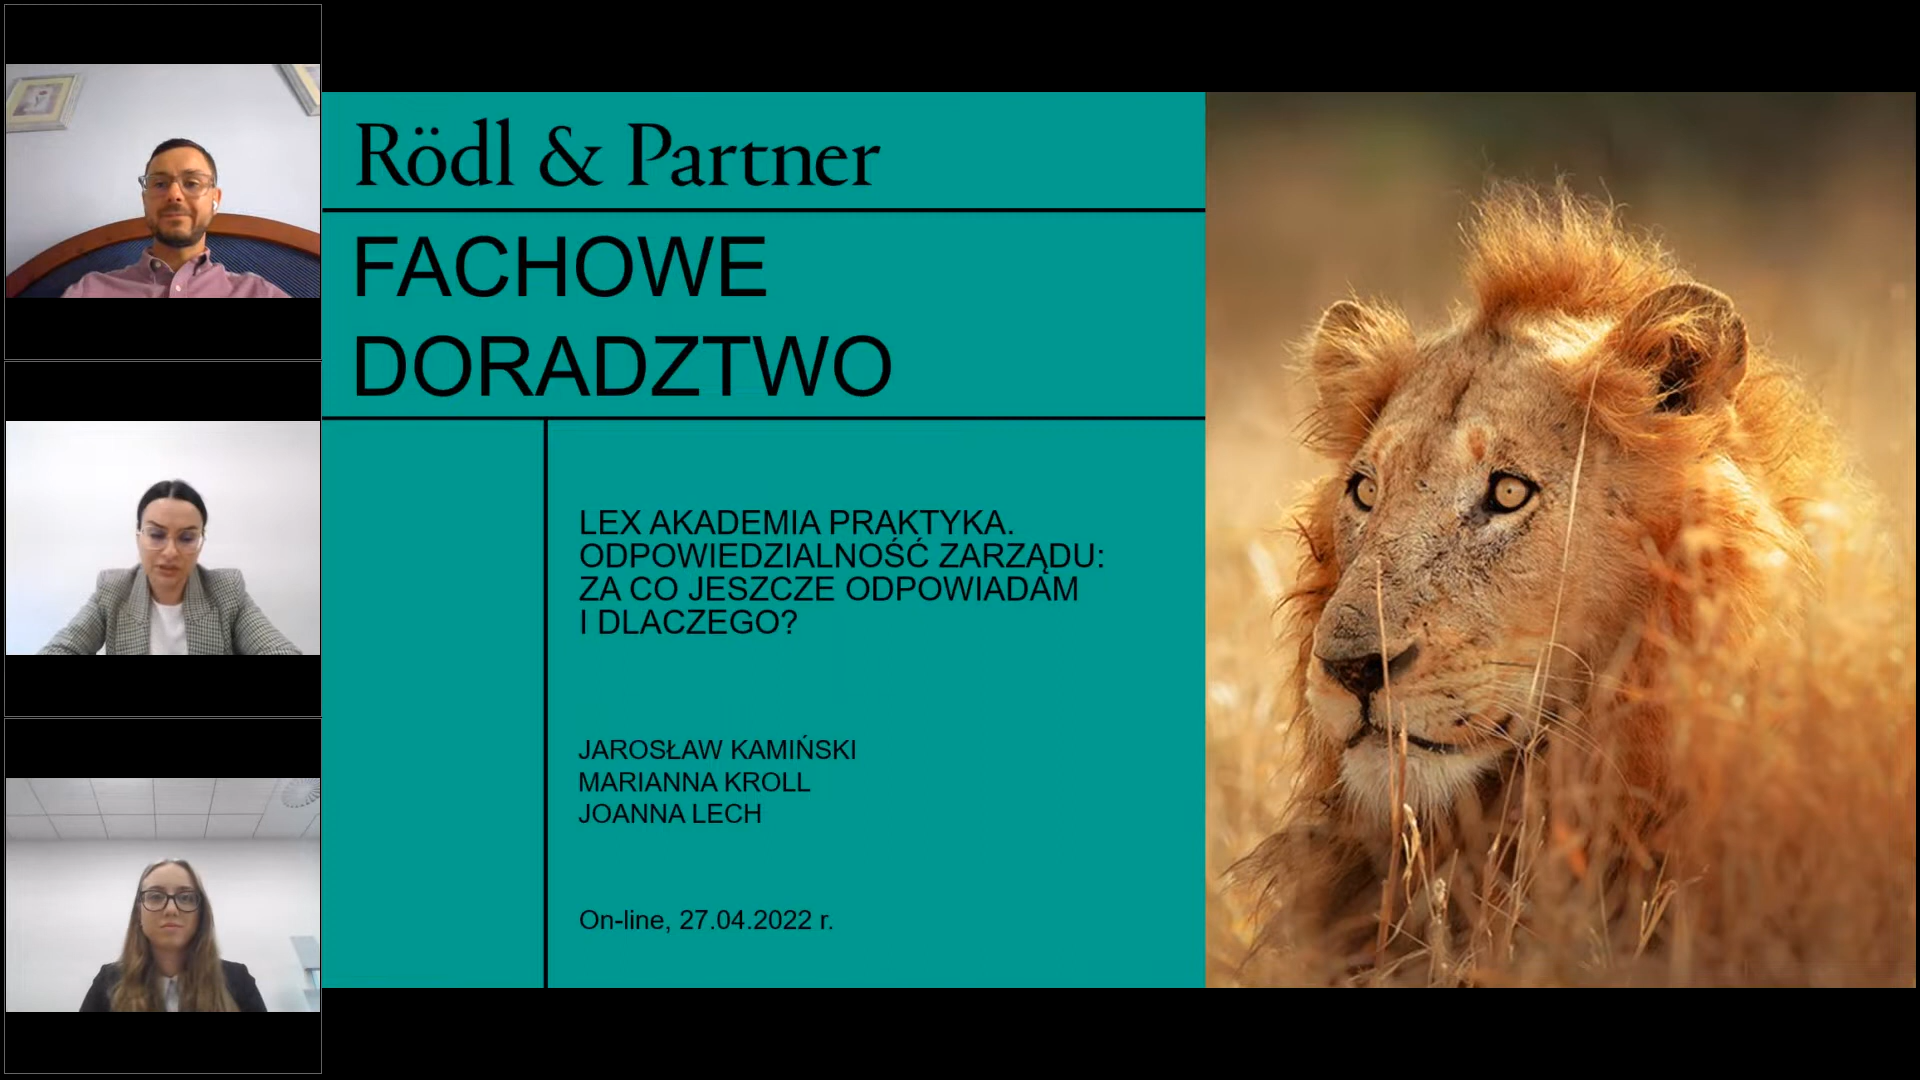 Rödl & Partner
FACHOWE
DORADZTWO
LEX AKADEMIA PRAKTYKA.
ODPOWIEDZIALNOŚĆ ZARZĄDU:
ZA CO JESZCZE ODPOWIADAM
I DLACZEGO?
JAROSŁAW KAMIŃSKI
MARIANNA KROLL
JOANNA LECH
On-line, 27.04.2022 r.